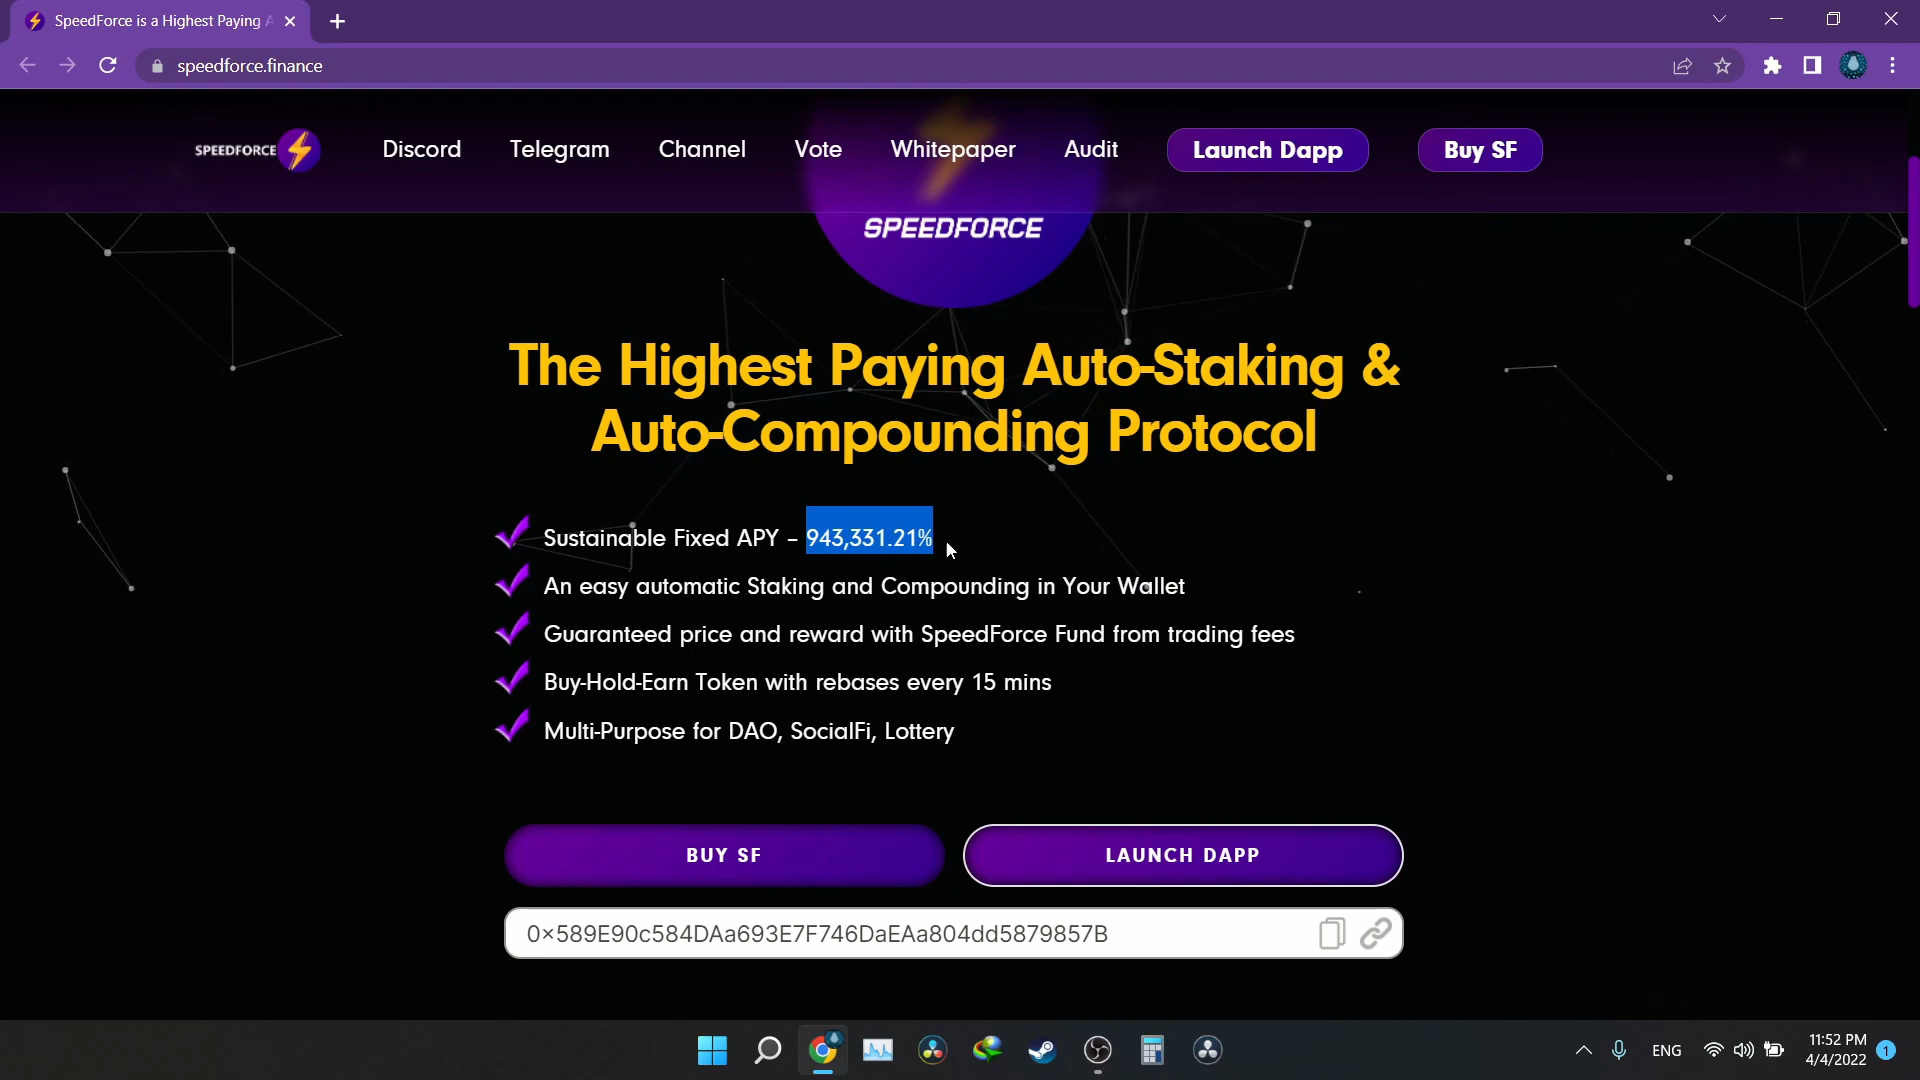 SpeedForce is a Highest Paying A
speedforce.finance
SPEEDFORCE
Discord
Telegram
Channel
Vote
Whitepaper
Audit
Launch Dapp
Buy SF
SPEEDFORCE
The Highest Paying Auto-Staking &
Auto-Compounding Protocol
Sustainable Fixed APY – 943,331.21%
An easy automatic Staking and Compounding in Your Wallet
Guaranteed price and reward with SpeedForce Fund from trading fees
Buy-Hold-Earn Token with rebases every 15 mins
Multi-Purpose for DAO, SocialFi, Lottery
BUY SF
LAUNCH DAPP
0x589E90c584DAa693E7F746DaEAa804dd5879857B
ENG
11:52 PM
4/4/2022
1